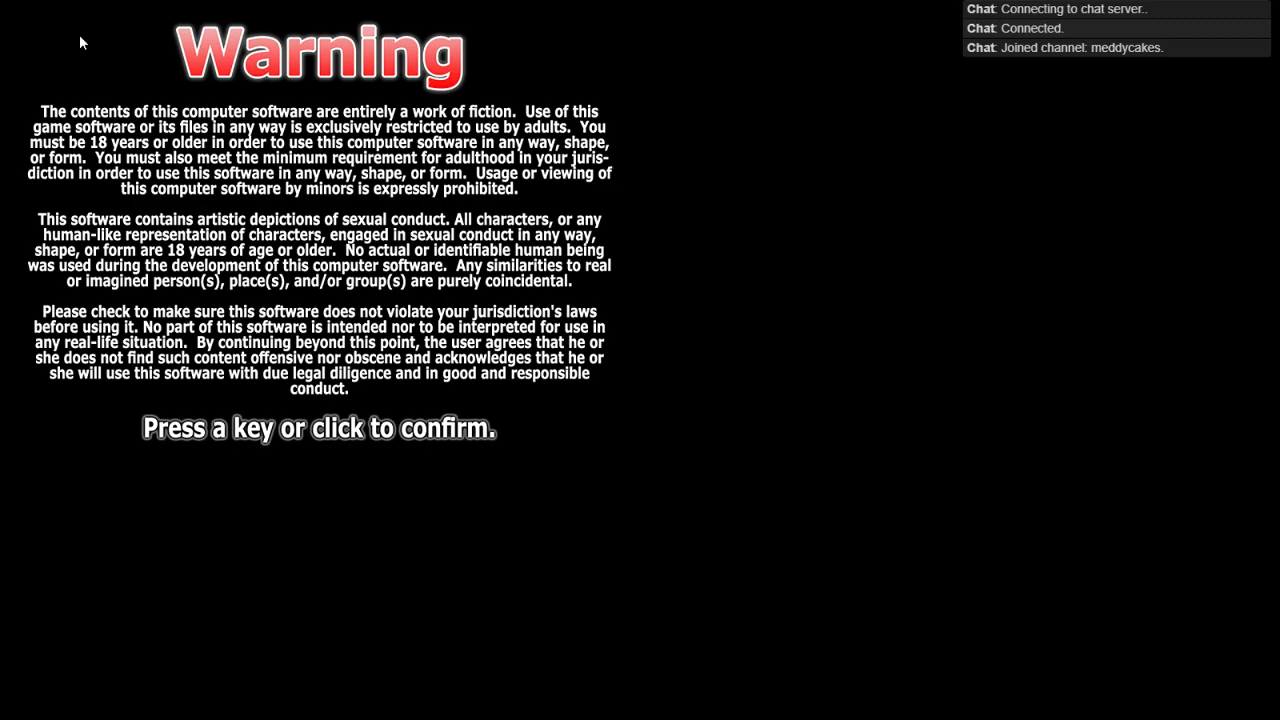 Warning
The contents of this computer software are entirely a work of fiction.  Use of this
game software or its files in any way is exclusively restricted to use by adults.  You
must be 18 years or older in order to use this computer software in any way, shape,
or form.  You must also meet the minimum requirement for adulthood in your juris-
diction in order to use this software in any way, shape, or form.  Usage or viewing of
this computer software by minors is expressly prohibited.
This software contains artistic depictions of sexual conduct. All characters, or any
human-like representation of characters, engaged in sexual conduct in any way,
shape, or form are 18 years of age or older.  No actual or identifiable human being
was used during the development of this computer software.  Any similarities to real
or imagined person(s), place(s), and/or group(s) are purely coincidental.
Please check to make sure this software does not violate your jurisdiction's laws
before using it. No part of this software is intended nor to be interpreted for use in
any real-life situation.  By continuing beyond this point, the user agrees that he or
she does not find such content offensive nor obscene and acknowledges that he or
she will use this software with due legal diligence and in good and responsible
conduct.
Press a key or click to confirm.
Chat: Connecting to chat server..
Chat: Connected.
Chat: Joined channel: meddycakes.